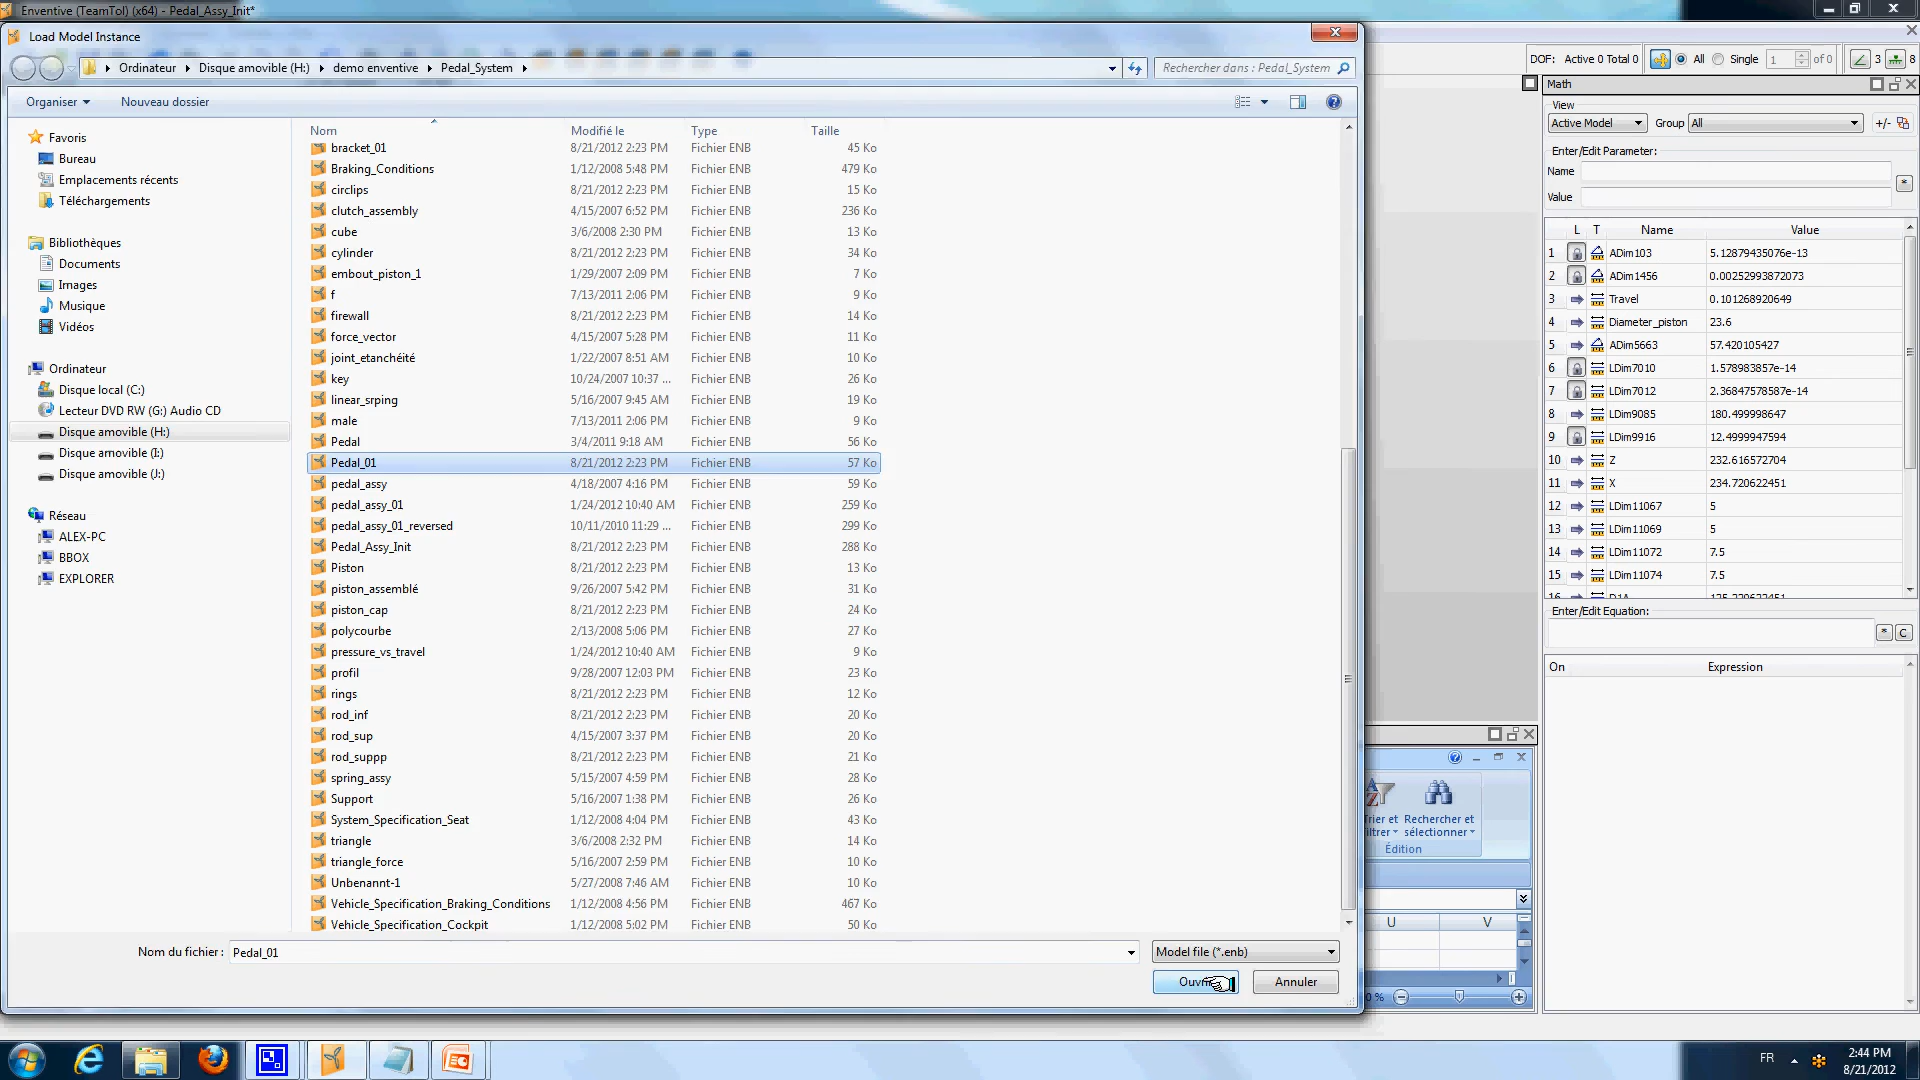 Enventive (TeamTol) (x64) - Pedal_Assy_Init*
Load Model Instance
Ordinateur Disque amovible (H:) demo enventive Pedal_System
Rechercher dans : Pedal_System
Organiser Nouveau dossier
DOF: Active 0 Total 0 All Single 1 of 0 3 8
Favoris
Bureau
Emplacements récents
Téléchargements
Bibliothèques
Documents
Images
Musique
Vidéos
Ordinateur
Disque local (C:)
Lecteur DVD RW (G:) Audio CD
Disque amovible (H:)
Disque amovible (I:)
Disque amovible (J:)
Réseau
ALEX-PC
BBOX
EXPLORER
Nom Modifié le Type Taille
bracket_01 8/21/2012 2:23 PM Fichier ENB 45 Ko
Braking_Conditions 1/12/2008 5:48 PM Fichier ENB 479 Ko
circlips 8/21/2012 2:23 PM Fichier ENB 15 Ko
clutch_assembly 4/15/2007 6:52 PM Fichier ENB 236 Ko
cube 3/6/2008 2:30 PM Fichier ENB 13 Ko
cylinder 8/21/2012 2:23 PM Fichier ENB 34 Ko
embout_piston_1 1/29/2007 2:09 PM Fichier ENB 7 Ko
f 7/13/2011 2:06 PM Fichier ENB 9 Ko
firewall 8/21/2012 2:23 PM Fichier ENB 14 Ko
force_vector 4/15/2007 5:28 PM Fichier ENB 11 Ko
joint_etanchéité 1/22/2007 8:51 AM Fichier ENB 10 Ko
key 10/24/2007 10:37 ... Fichier ENB 26 Ko
linear_srping 5/16/2007 9:45 AM Fichier ENB 19 Ko
male 7/13/2011 2:06 PM Fichier ENB 9 Ko
Pedal 3/4/2011 9:18 AM Fichier ENB 56 Ko
Pedal_01 8/21/2012 2:23 PM Fichier ENB 57 Ko
pedal_assy 4/18/2007 4:16 PM Fichier ENB 59 Ko
pedal_assy_01 1/24/2012 10:40 AM Fichier ENB 259 Ko
pedal_assy_01_reversed 10/11/2010 11:29 ... Fichier ENB 299 Ko
Pedal_Assy_Init 8/21/2012 2:23 PM Fichier ENB 288 Ko
Piston 8/21/2012 2:23 PM Fichier ENB 13 Ko
piston_assemblé 9/26/2007 5:42 PM Fichier ENB 31 Ko
piston_cap 8/21/2012 2:23 PM Fichier ENB 24 Ko
polycourbe 2/13/2008 5:06 PM Fichier ENB 27 Ko
pressure_vs_travel 1/24/2012 10:40 AM Fichier ENB 9 Ko
profil 9/28/2007 12:03 PM Fichier ENB 23 Ko
rings 8/21/2012 2:23 PM Fichier ENB 12 Ko
rod_inf 8/21/2012 2:23 PM Fichier ENB 20 Ko
rod_sup 4/15/2007 3:37 PM Fichier ENB 20 Ko
rod_suppp 8/21/2012 2:23 PM Fichier ENB 21 Ko
spring_assy 5/15/2007 4:59 PM Fichier ENB 28 Ko
Support 5/16/2007 1:38 PM Fichier ENB 26 Ko
System_Specification_Seat 1/12/2008 4:04 PM Fichier ENB 43 Ko
triangle 3/6/2008 2:32 PM Fichier ENB 14 Ko
triangle_force 5/16/2007 2:59 PM Fichier ENB 10 Ko
Unbenannt-1 5/27/2008 7:46 AM Fichier ENB 10 Ko
Vehicle_Specification_Braking_Conditions 1/12/2008 4:56 PM Fichier ENB 467 Ko
Vehicle_Specification_Cockpit 1/12/2008 5:02 PM Fichier ENB 50 Ko
Nom du fichier : Pedal_01 Model file (*.enb)
Annuler
Math
View
Active Model Group All +/-
Enter/Edit Parameter:
Name
*
Value
L T Name Value
1 ADim103 5.12879435076e-13
2 ADim1456 0.00252993872073
3 Travel 0.101268920649
4 Diameter_piston 23.6
5 ADim5663 57.420105427
6 LDim7010 1.578983857e-14
7 LDim7012 2.36847578587e-14
8 LDim9085 180.499998647
9 LDim9916 12.4999947594
10 Z 232.616572704
11 X 234.720622451
12 LDim11067 5
13 LDim11069 5
14 LDim11072 7.5
15 LDim11074 7.5
Enter/Edit Equation:
* C
On Expression
Rechercher et
sélectionner
Édition
U V
FR
2:44 PM
8/21/2012